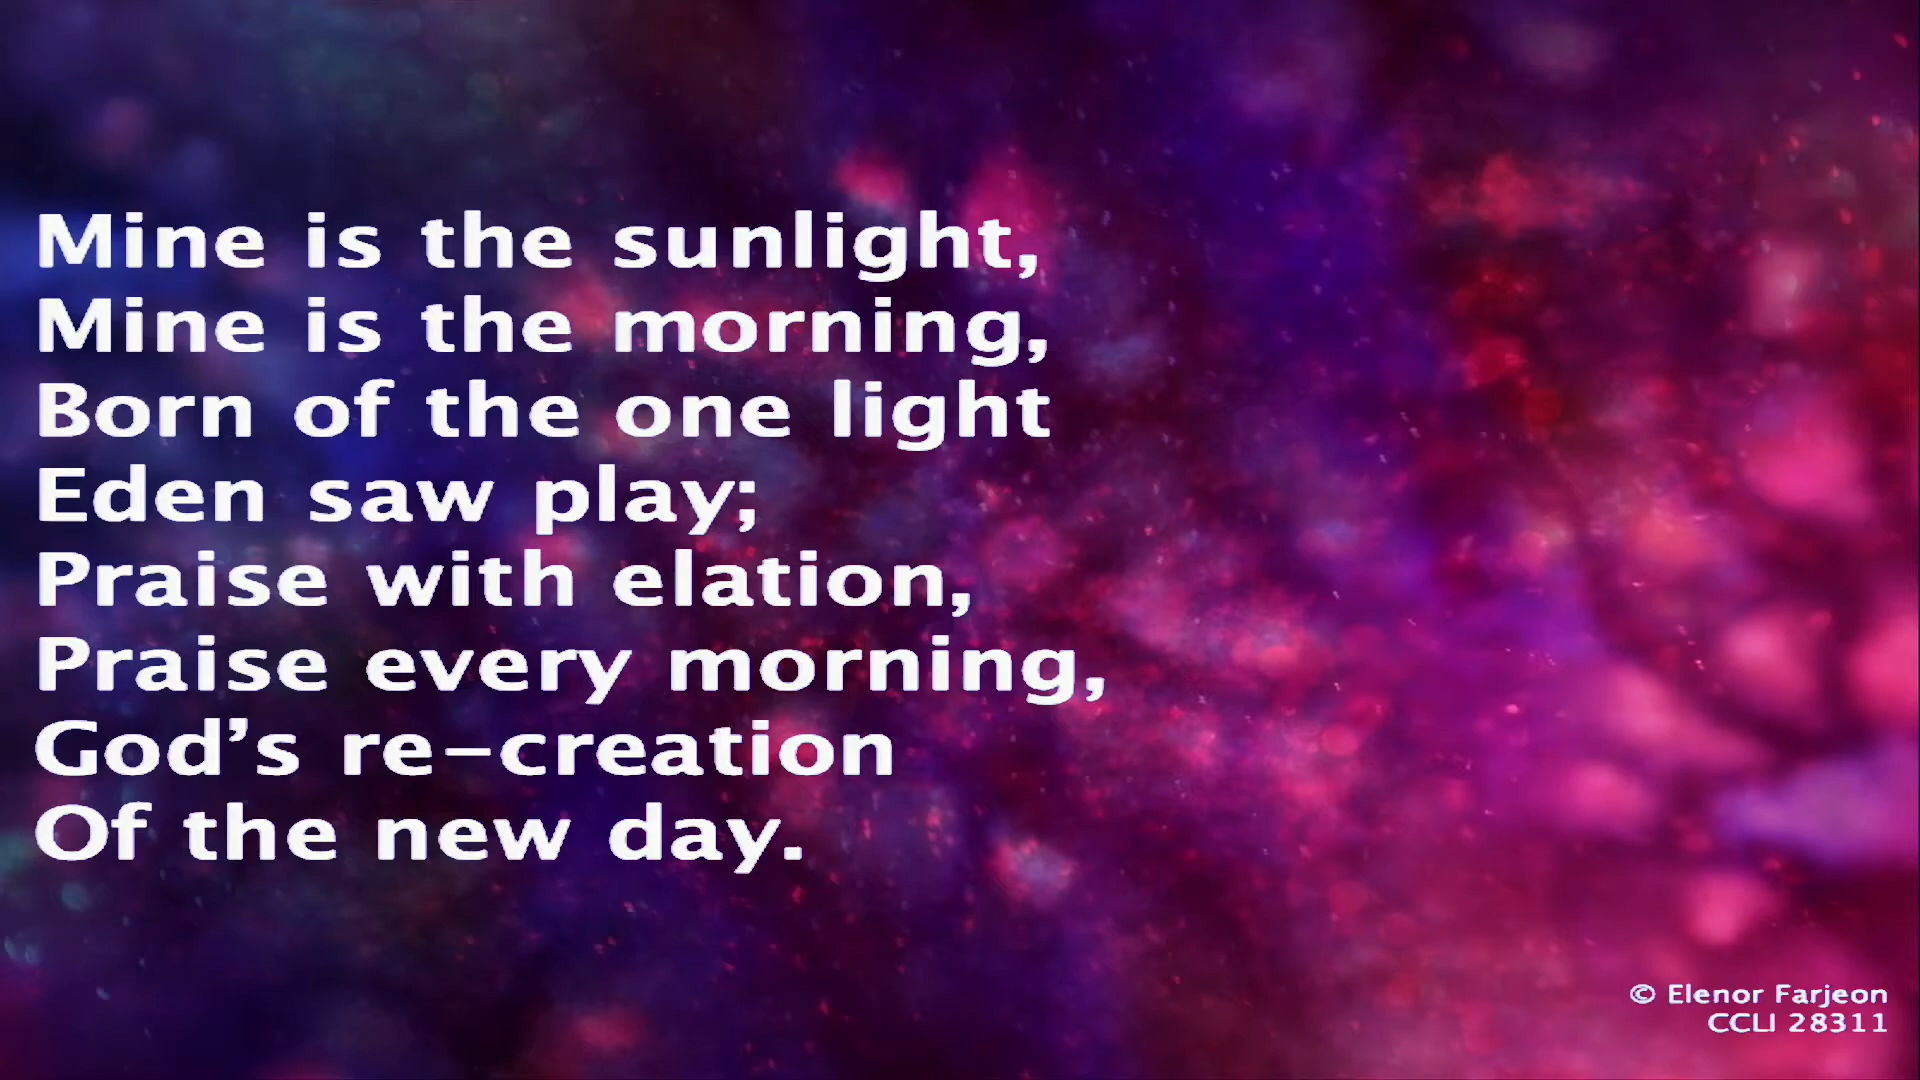 Mine is the sunlight,
Mine is the morning,
Born of the one light
Eden saw play;
Praise with elation,
Praise every morning,
God’s re-creation
Of the new day.
© Elenor Farjeon
CCLI 28311